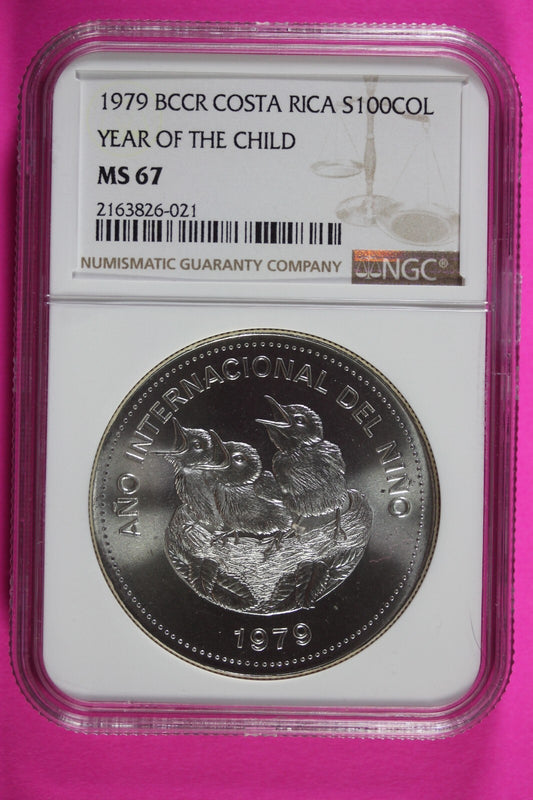 1979 BCCR COSTA RICA S100COL
YEAR OF THE CHILD
MS 67
2163826-021
NUMISMATIC GUARANTY COMPANY
NGC®
AÑO INTERNACIONAL DEL NIÑO
1979